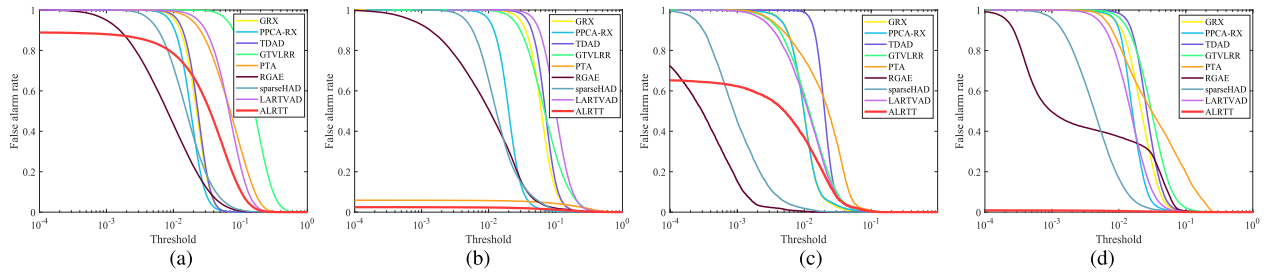 False alarm rate
1
0.8
0.6
0.4
0.2
0
10^-4
10^-3
10^-2
10^-1
10^0
Threshold
GRX
PPCA-RX
TDAD
GTVLRR
PTA
RGAE
sparseHAD
LARTVAD
ALRTT
(a)
False alarm rate
1
0.8
0.6
0.4
0.2
0
10^-4
10^-3
10^-2
10^-1
10^0
Threshold
GRX
PPCA-RX
TDAD
GTVLRR
PTA
RGAE
sparseHAD
LARTVAD
ALRTT
(b)
False alarm rate
1
0.8
0.6
0.4
0.2
0
10^-4
10^-3
10^-2
10^-1
10^0
Threshold
GRX
PPCA-RX
TDAD
GTVLRR
PTA
RGAE
sparseHAD
LARTVAD
ALRTT
(c)
False alarm rate
1
0.8
0.6
0.4
0.2
0
10^-4
10^-3
10^-2
10^-1
10^0
Threshold
GRX
PPCA-RX
TDAD
GTVLRR
PTA
RGAE
sparseHAD
LARTVAD
ALRTT
(d)